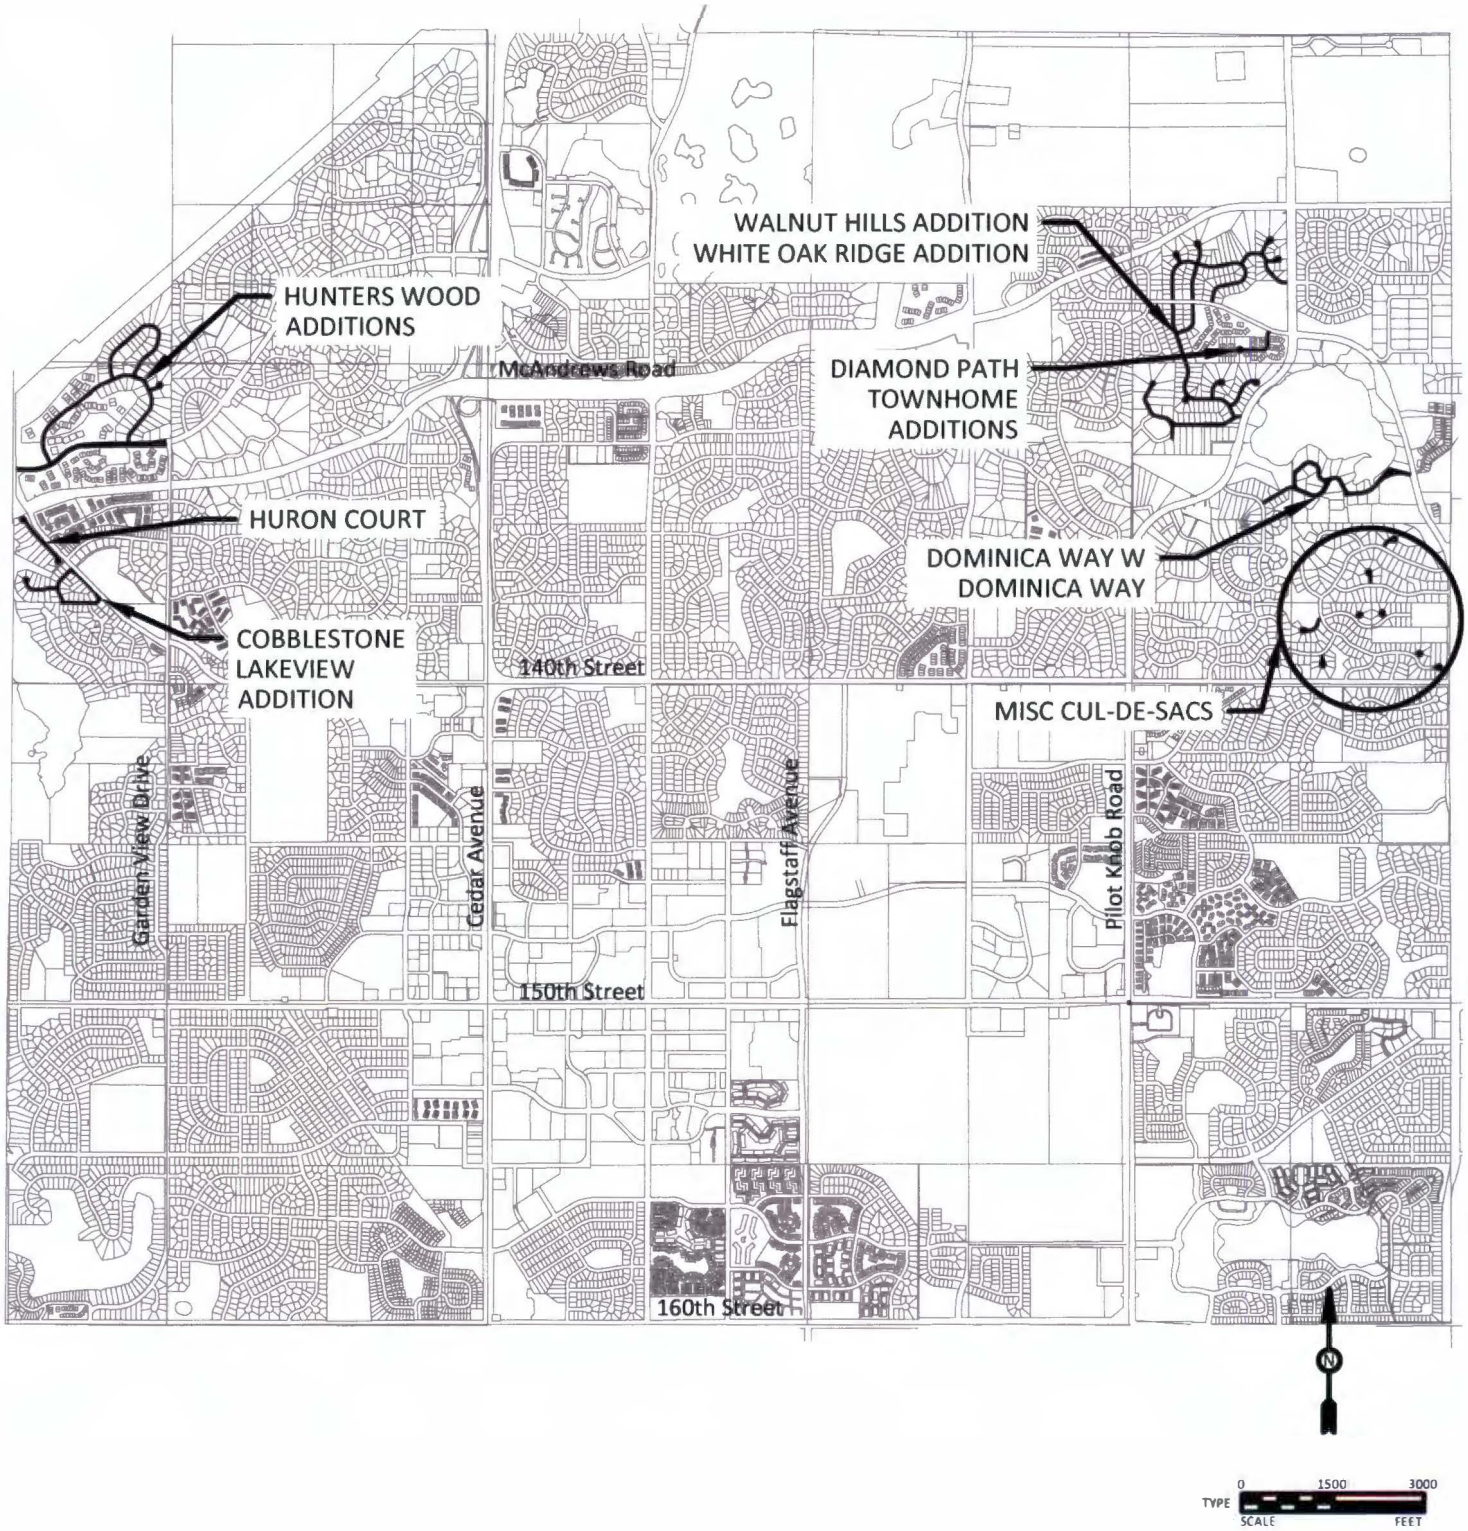 WALNUT HILLS ADDITION
WHITE OAK RIDGE ADDITION
HUNTERS WOOD
ADDITIONS
McAndrews Road
DIAMOND PATH
TOWNHOME
ADDITIONS
HURON COURT
DOMINICA WAY W
DOMINICA WAY
COBBLESTONE
LAKEVIEW
ADDITION
140th Street
MISC CUL-DE-SACS
Garden View Drive
Cedar Avenue
Flagstaff Avenue
Pilot Knob Road
150th Street
160th Street
N
0 1500 3000
TYPE
SCALE FEET